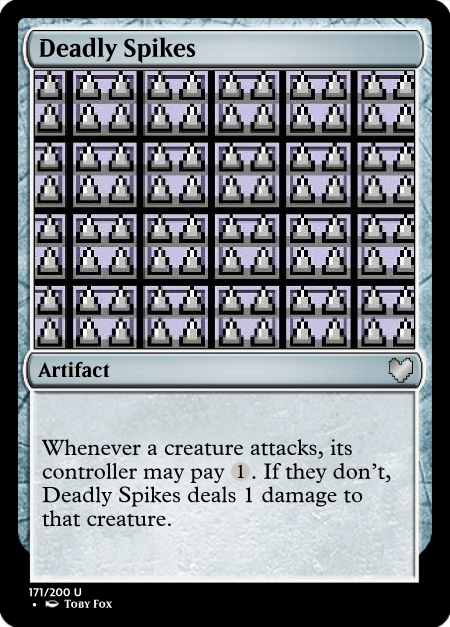 Deadly Spikes
Artifact
Whenever a creature attacks, its
controller may pay 1. If they don't,
Deadly Spikes deals 1 damage to
that creature.
171/200 U
• Toby Fox